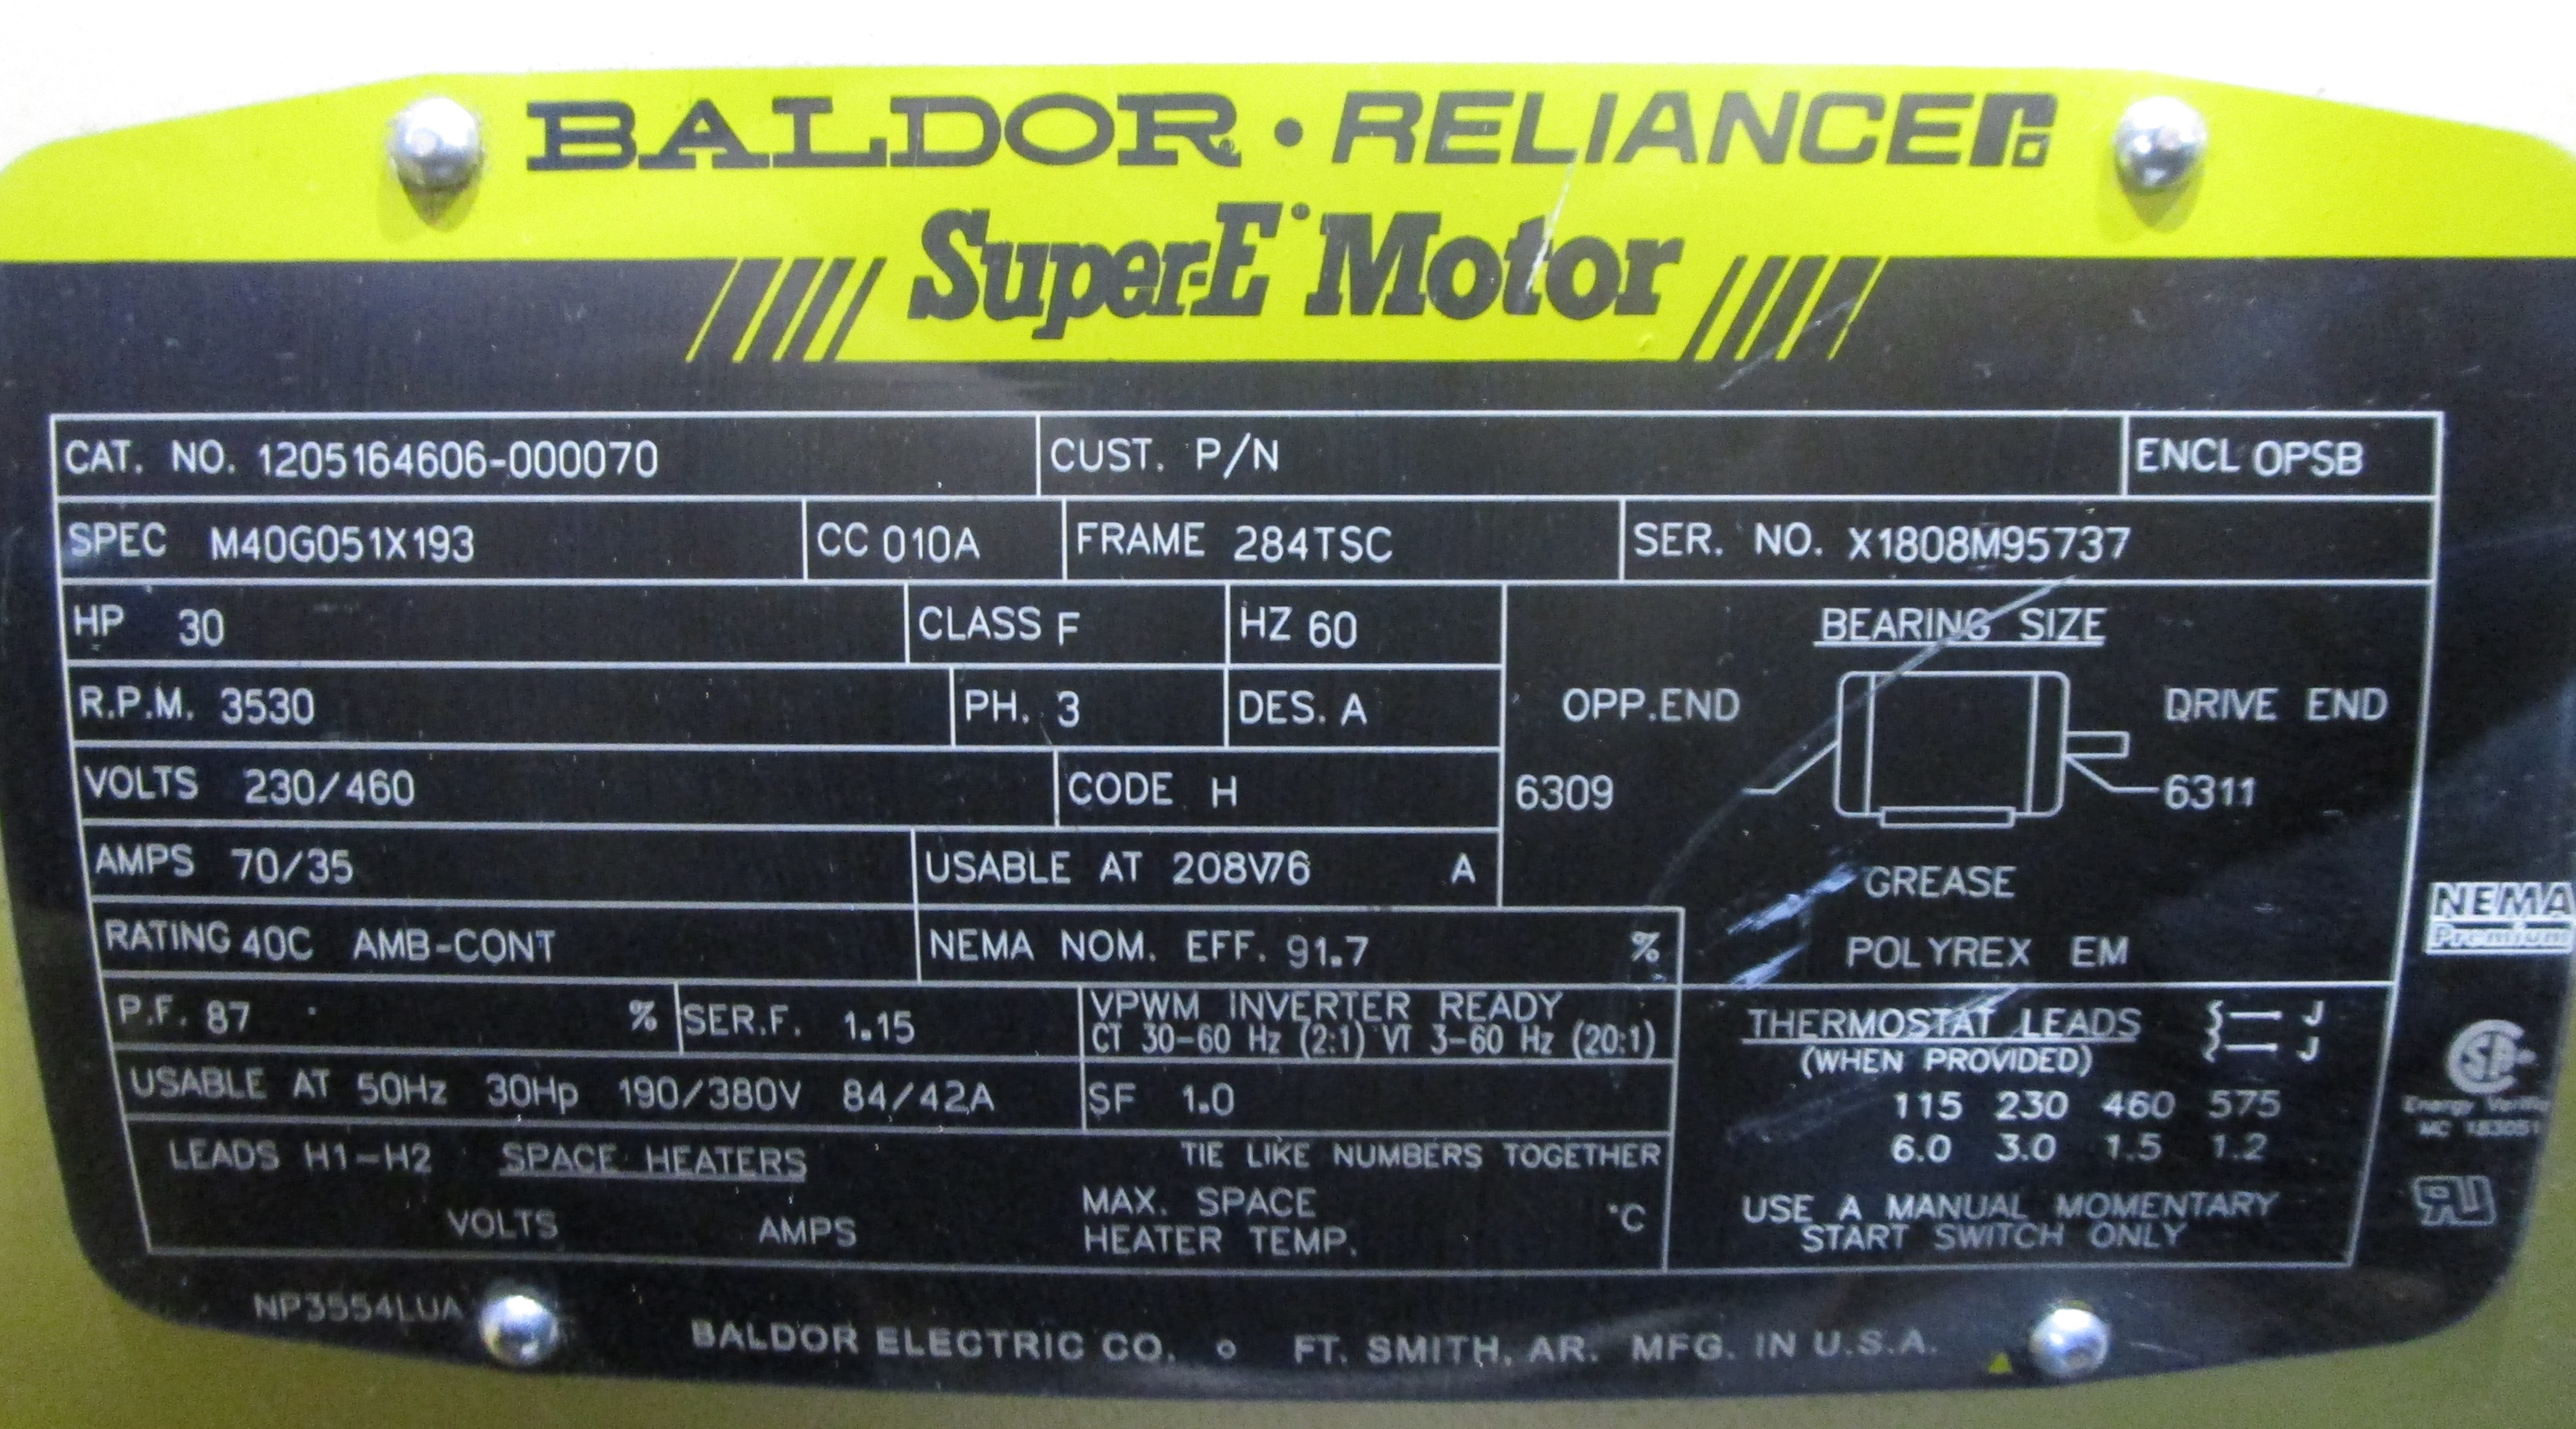 BALDOR • RELIANCE
Super-E Motor
CAT. NO. 1205164606-000070 CUST. P/N ENCL OPSB
SPEC M40G051X193 CC 010A FRAME 284TSC SER. NO. X1808M95737
HP 30 CLASS F HZ 60
R.P.M. 3530 PH. 3 DES. A
VOLTS 230/460 CODE H
AMPS 70/35 USABLE AT 208V 76 A
RATING 40C AMB-CONT NEMA NOM. EFF. 91.7 %
P.F. 87 % SER.F. 1.15 VPWM INVERTER READY
CT 30-60 Hz (2:1) VT 3-60 Hz (20:1)
USABLE AT 50Hz 30Hp 190/380V 84/42A SF 1.0
LEADS H1-H2 SPACE HEATERS TIE LIKE NUMBERS TOGETHER
VOLTS AMPS MAX. SPACE
HEATER TEMP. °C
BEARING SIZE
OPP.END DRIVE END
6309 6311
GREASE
POLYREX EM
THERMOSTAT LEADS J
(WHEN PROVIDED) J
115 230 460 575
6.0 3.0 1.5 1.2
USE A MANUAL MOMENTARY
START SWITCH ONLY
NEMA
Premium
Energy
NP3554LUA
BALDOR ELECTRIC CO. FT. SMITH, AR. MFG. IN U.S.A.